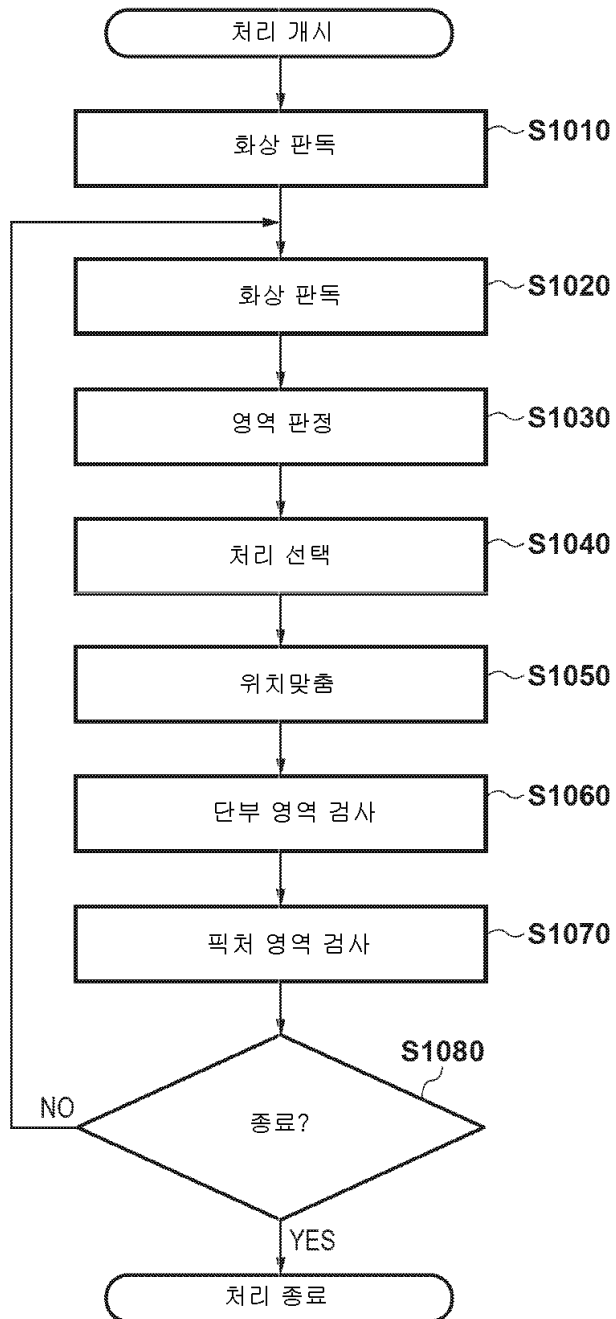 처리 개시
화상 판독
S1010
화상 판독
S1020
영역 판정
S1030
처리 선택
S1040
위치맞춤
S1050
단부 영역 검사
S1060
픽처 영역 검사
S1070
S1080
NO
종료?
YES
처리 종료